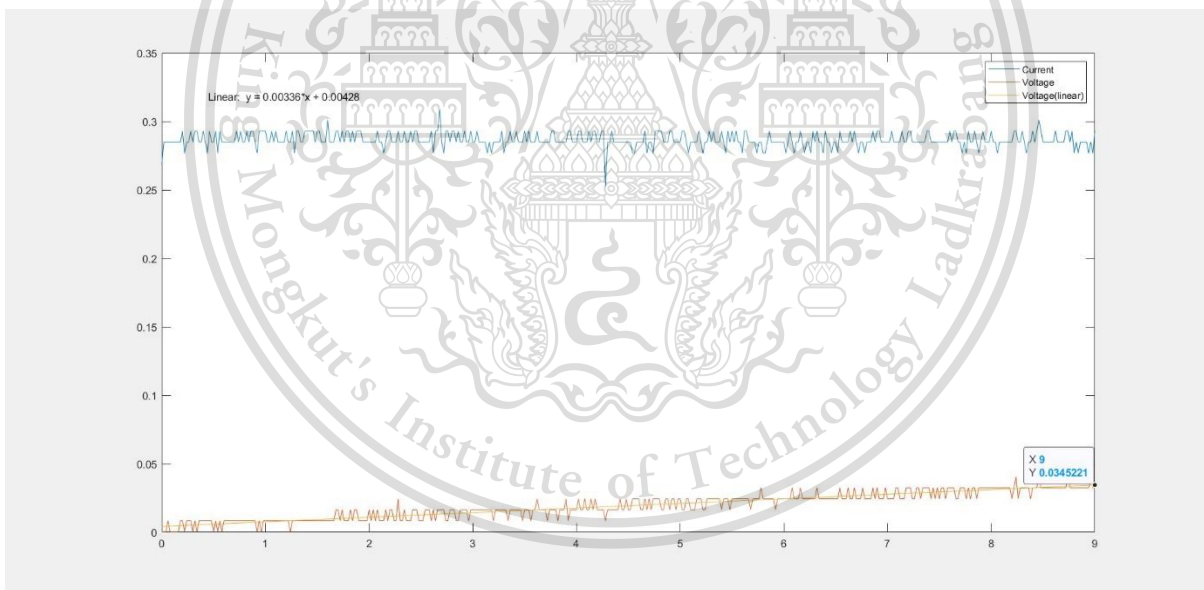 0.35
0.3
0.25
0.2
0.15
0.1
0.05
0
Linear: y = 0.00336*x + 0.00428
Current
Voltage
Voltage(linear)
X 9
Y 0.0345221
0 1 2 3 4 5 6 7 8 9
King Mongkut's Institute of Technology Ladkrabang